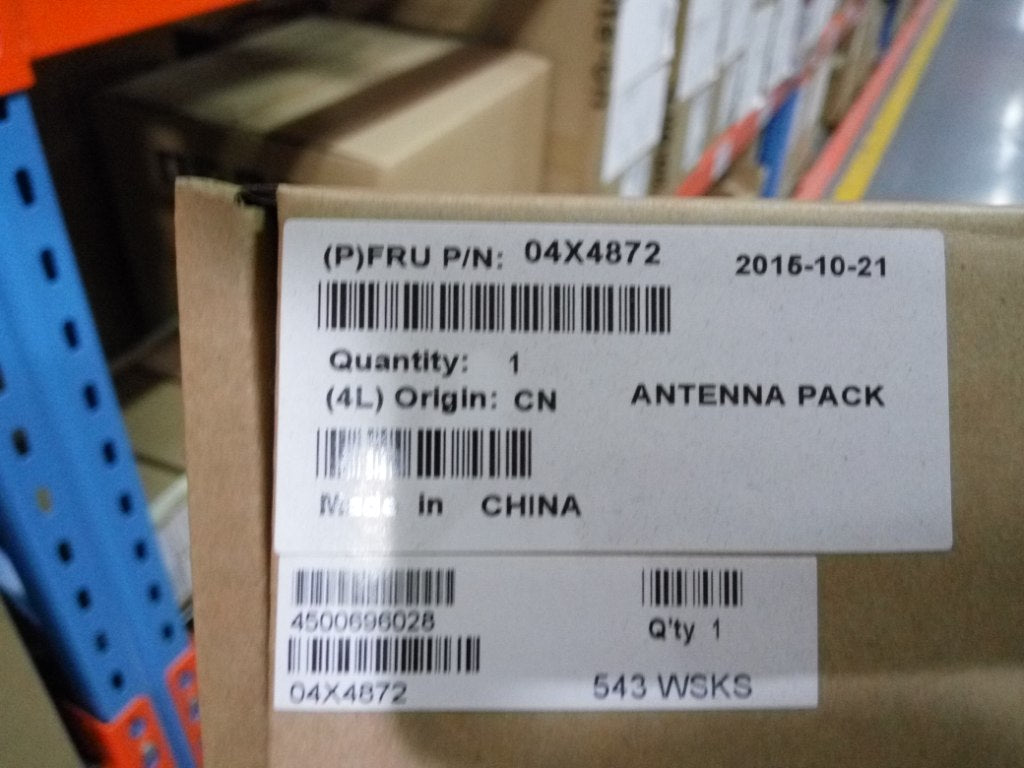 (P)FRU P/N: 04X4872
2015-10-21
Quantity: 1
(4L) Origin: CN
ANTENNA PACK
Made in CHINA
4500696028
Q'ty 1
04X4872
543 WSKS